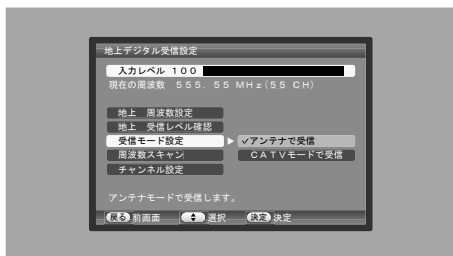 地上デジタル受信設定
入力レベル 100
現在の周波数 555. 55 MHz(55 CH)
地上 周波数設定
地上 受信レベル確認
受信モード設定 ▶ ✓アンテナで受信
周波数スキャン CATVモードで受信
チャンネル設定
アンテナモードで受信します。
戻る 前画面 選択 決定 決定